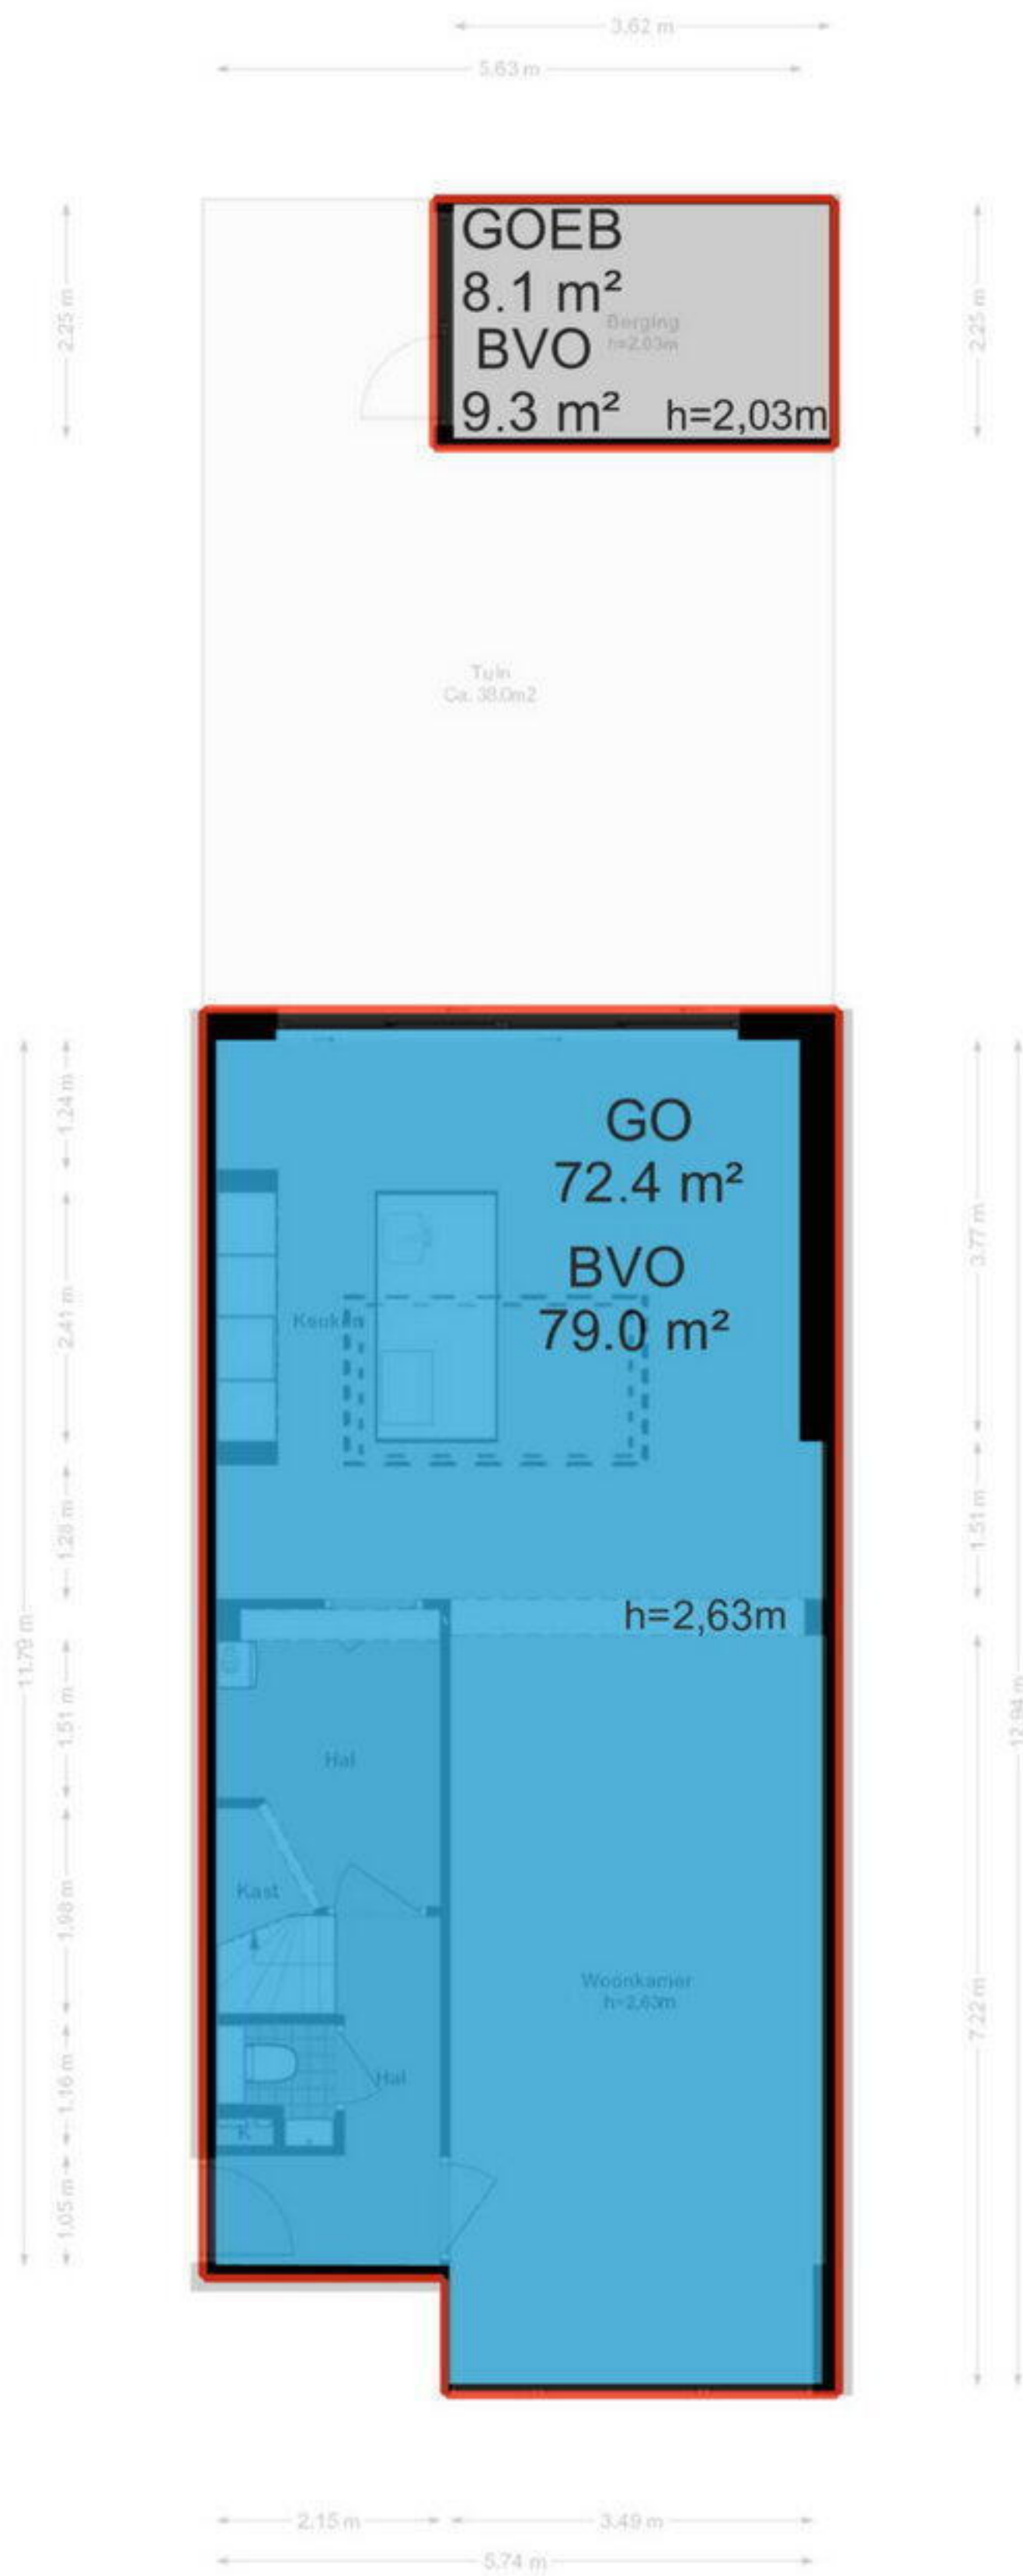 3.62 m
5.63 m
GOEB
8.1 m²
BVO
9.3 m²
h=2,03m
Berging
h=2.03m
2.25 m
2.25 m
Tuin
Ca. 38.0m2
GO
72.4 m²
BVO
79.0 m²
Keuken
h=2,63m
1.24 m
2.41 m
1.28 m
11.79 m
1.51 m
1.98 m
1.16 m
1.05 m
3.77 m
1.51 m
12.94 m
7.22 m
Hal
Kast
Woonkamer
h=2,63m
Hal
K
2.15 m
3.49 m
5.74 m